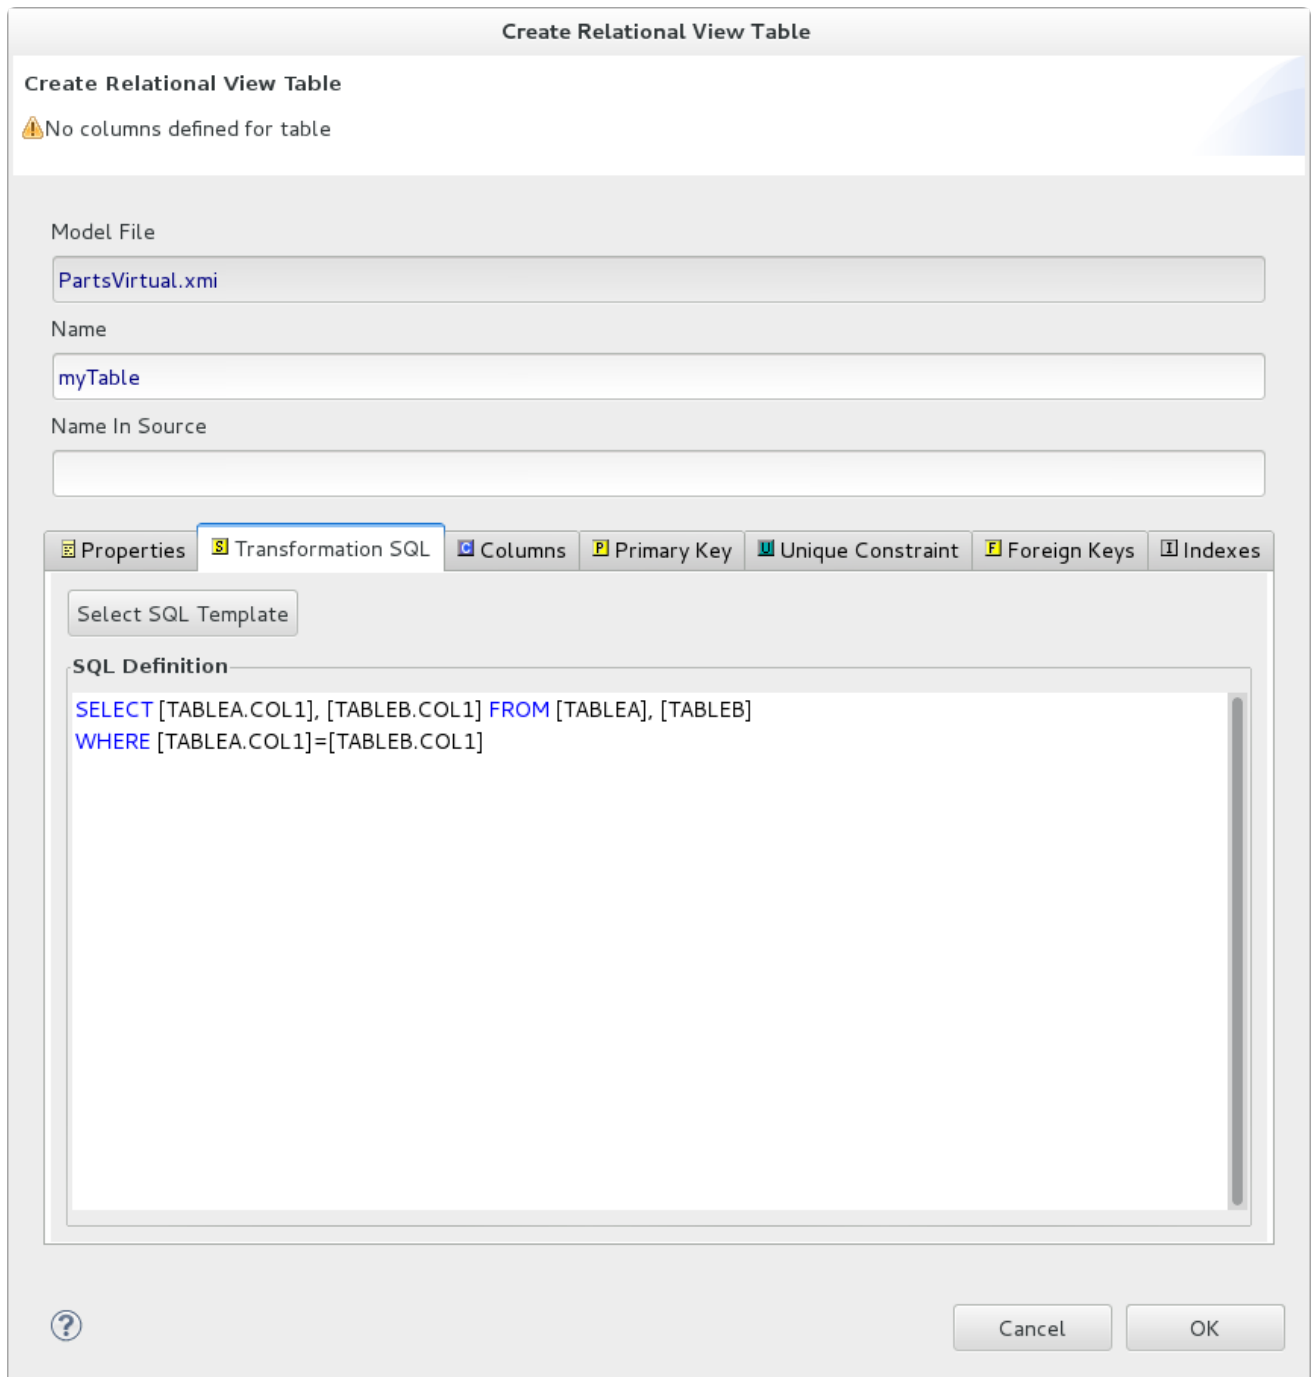 Create Relational View Table
Create Relational View Table
No columns defined for table
Model File
PartsVirtual.xmi
Name
myTable
Name In Source
Properties S Transformation SQL C Columns P Primary Key U Unique Constraint F Foreign Keys I Indexes
Select SQL Template
SQL Definition
SELECT [TABLEA.COL1], [TABLEB.COL1] FROM [TABLEA], [TABLEB]
WHERE [TABLEA.COL1]=[TABLEB.COL1]
? Cancel OK